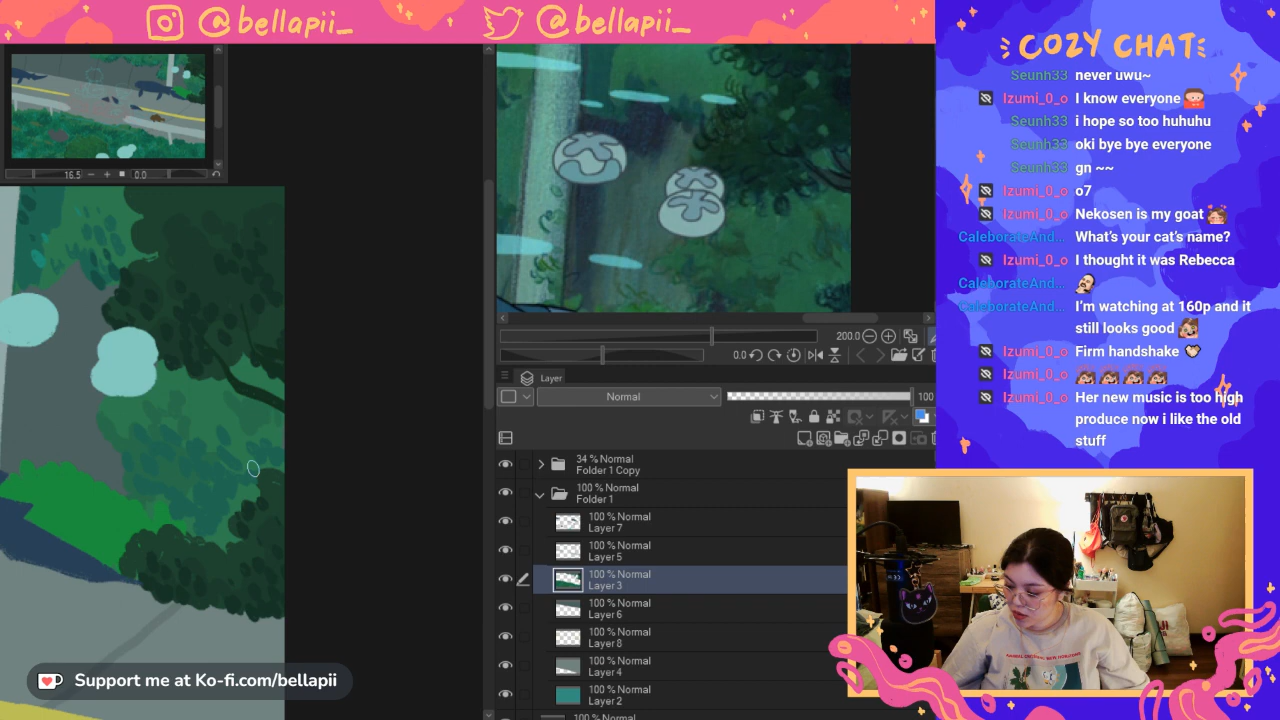 @bellapii_
@bellapii_
COZY CHAT
Seunh33 never uwu~
Izumi_0_o I know everyone
Seunh33 i hope so too huhuhu
Seunh33 oki bye bye everyone
Seunh33 gn ~~
Izumi_0_o o7
Izumi_0_o Nekosen is my goat
CaleborateAnd... What's your cat's name?
Izumi_0_o I thought it was Rebecca
CaleborateAnd...
CaleborateAnd... I'm watching at 160p and it
still looks good
Izumi_0_o Firm handshake
Izumi_0_o
Izumi_0_o Her new music is too high
produce now i like the old
stuff
16.5
0.0
200.0
0.0
Layer
Normal
100
34 % Normal
Folder 1 Copy
100 % Normal
Folder 1
100 % Normal
Layer 7
100 % Normal
Layer 5
100 % Normal
Layer 3
100 % Normal
Layer 6
100 % Normal
Layer 8
100 % Normal
Layer 4
100 % Normal
Layer 2
Support me at Ko-fi.com/bellapii